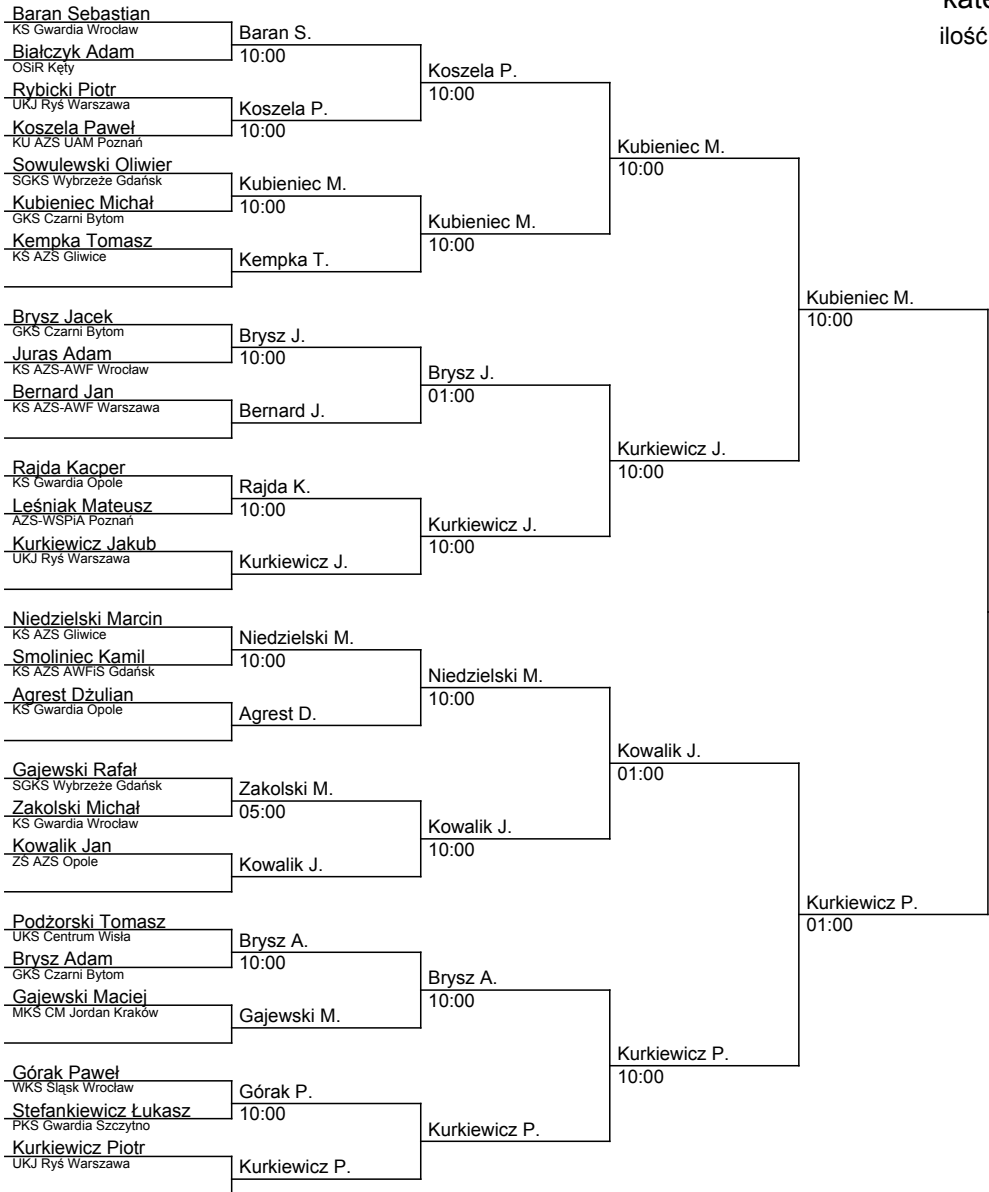 Baran Sebastian
KS Gwardia Wrocław
Białczyk Adam
OSiR Kęty
Rybicki Piotr
UKJ Ryś Warszawa
Koszela Paweł
KU AZS UAM Poznań
Sowulewski Oliwier
SGKS Wybrzeże Gdańsk
Kubieniec Michał
GKS Czarni Bytom
Kempka Tomasz
KS AZS Gliwice
Brysz Jacek
GKS Czarni Bytom
Juras Adam
KS AZS-AWF Wrocław
Bernard Jan
KS AZS-AWF Warszawa
Rajda Kacper
KS Gwardia Opole
Leśniak Mateusz
AZS-WSPiA Poznań
Kurkiewicz Jakub
UKJ Ryś Warszawa
Niedzielski Marcin
KS AZS Gliwice
Smoliniec Kamil
KS AZS AWFiS Gdańsk
Agrest Dżulian
KS Gwardia Opole
Gajewski Rafał
SGKS Wybrzeże Gdańsk
Zakolski Michał
KS Gwardia Wrocław
Kowalik Jan
ZS AZS Opole
Podżorski Tomasz
UKS Centrum Wisła
Brysz Adam
GKS Czarni Bytom
Gajewski Maciej
MKS CM Jordan Kraków
Górak Paweł
WKS Śląsk Wrocław
Stefankiewicz Łukasz
PKS Gwardia Szczytno
Kurkiewicz Piotr
UKJ Ryś Warszawa
Baran S.
10:00
Koszela P.
10:00
Kubieniec M.
10:00
Kempka T.
Brysz J.
10:00
Bernard J.
Rajda K.
10:00
Kurkiewicz J.
Niedzielski M.
10:00
Agrest D.
Zakolski M.
05:00
Kowalik J.
Brysz A.
10:00
Gajewski M.
Górak P.
10:00
Kurkiewicz P.
Koszela P.
10:00
Kubieniec M.
10:00
Brysz J.
01:00
Kurkiewicz J.
10:00
Niedzielski M.
10:00
Kowalik J.
10:00
Brysz A.
10:00
Kurkiewicz P.
Kubieniec M.
10:00
Kurkiewicz J.
10:00
Kowalik J.
01:00
Kurkiewicz P.
10:00
Kubieniec M.
10:00
Kurkiewicz P.
01:00
ilość